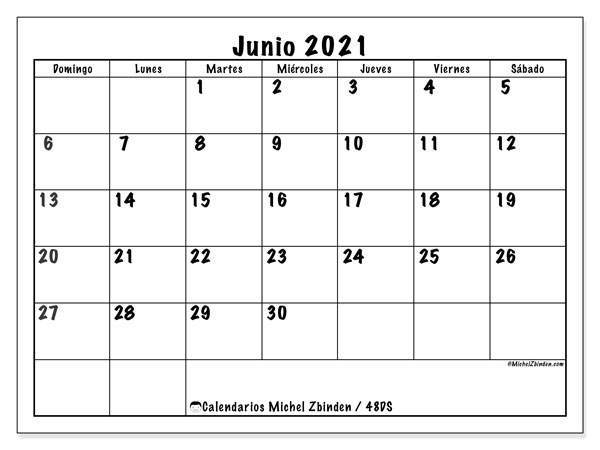 Junio 2021
Domingo Lunes Martes Miércoles Jueves Viernes Sábado
1 2 3 4 5
6 7 8 9 10 11 12
13 14 15 16 17 18 19
20 21 22 23 24 25 26
27 28 29 30
©MichelZbinden.com
Calendarios Michel Zbinden / 48DS